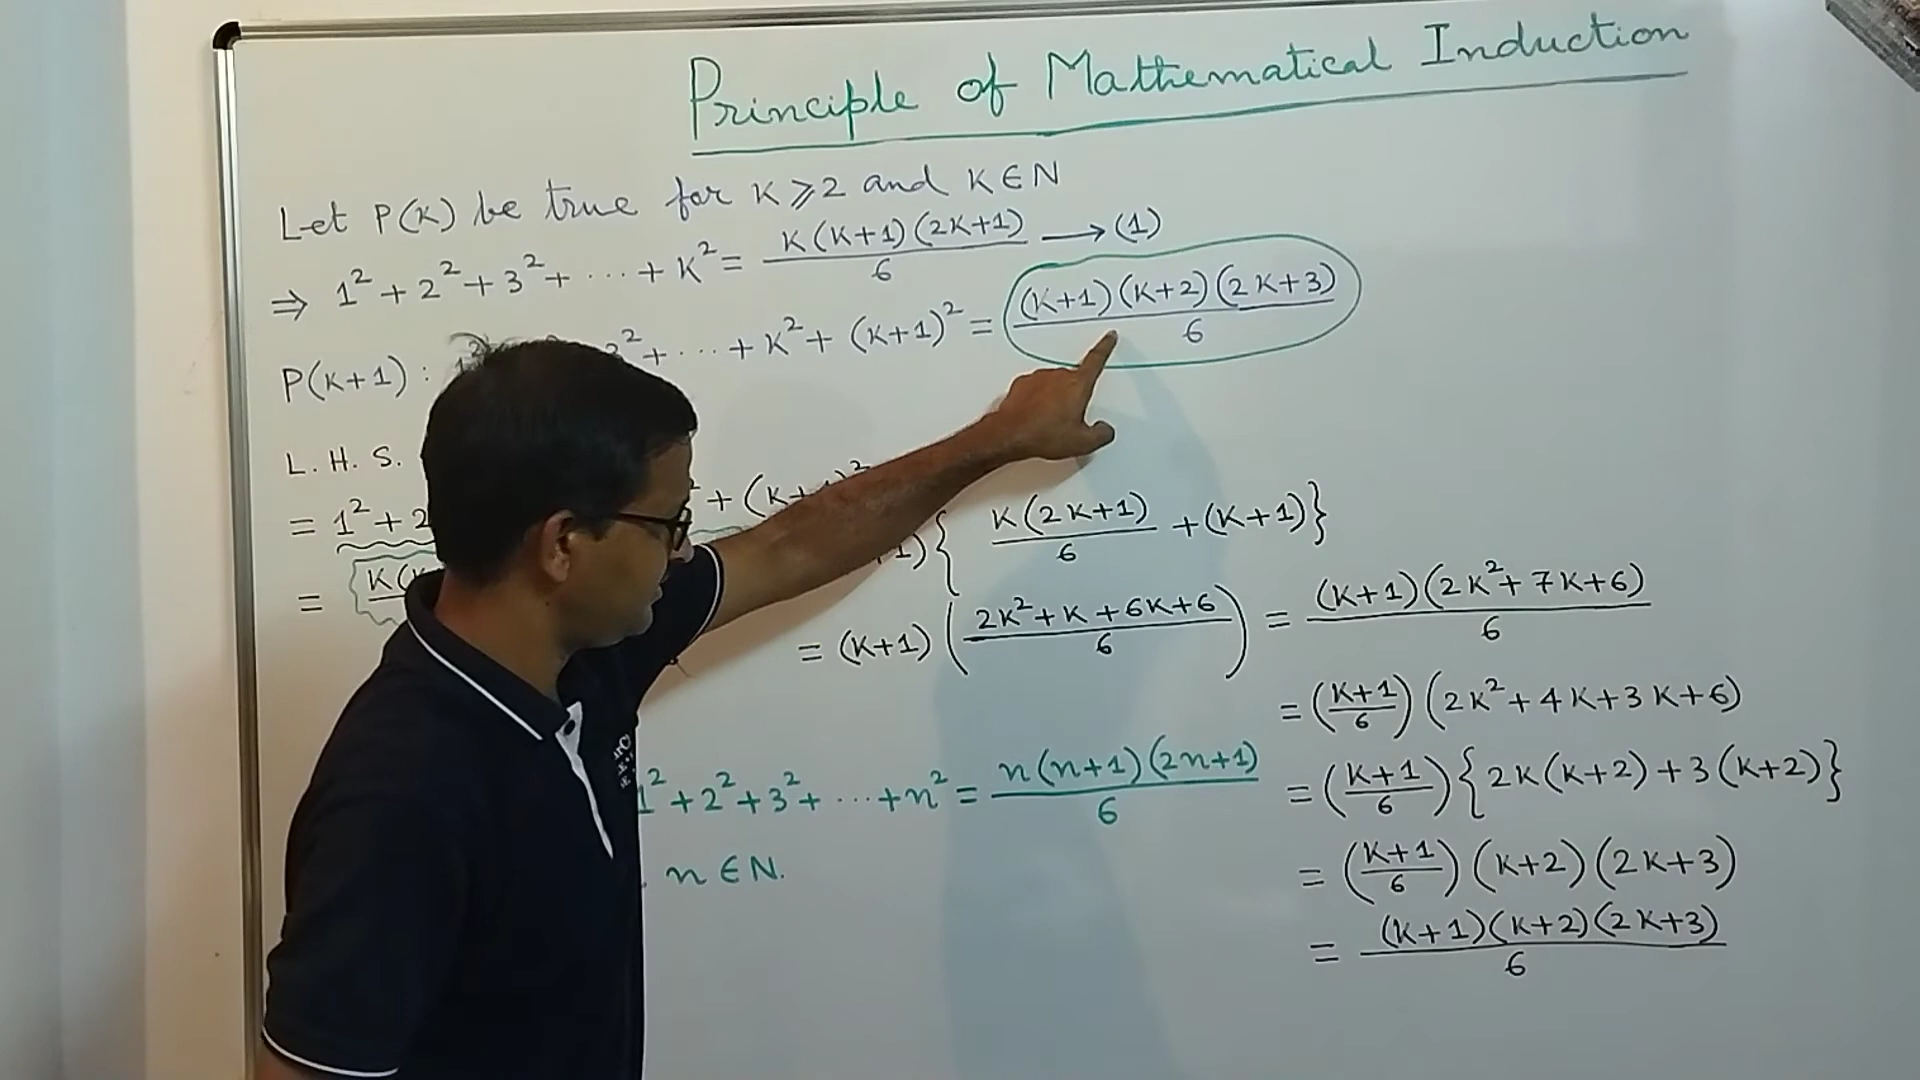 Principle of Mathematical Induction
Let P(K) be true for K ⩾ 2 and K ∈ N
⇒ 1² + 2² + 3² + ... + K² = K(K+1)(2K+1)/6 → (1)
P(K+1) : 1² ² + ... + K² + (K+1)² = (K+1)(K+2)(2K+3)/6
L. H. S.
= 1² + 2 + (K+1)²
= K(K 1) { K(2K+1)/6 + (K+1)}
= (K+1) ( (2K² + K + 6K + 6)/6 ) = (K+1)(2K² + 7K + 6)/6
= ((K+1)/6) (2K² + 4K + 3K + 6)
1² + 2² + 3² + ... + n² = n(n+1)(2n+1)/6
= ((K+1)/6) {2K(K+2) + 3(K+2)}
n ∈ N.
= ((K+1)/6) (K+2) (2K+3)
= (K+1)(K+2)(2K+3)/6